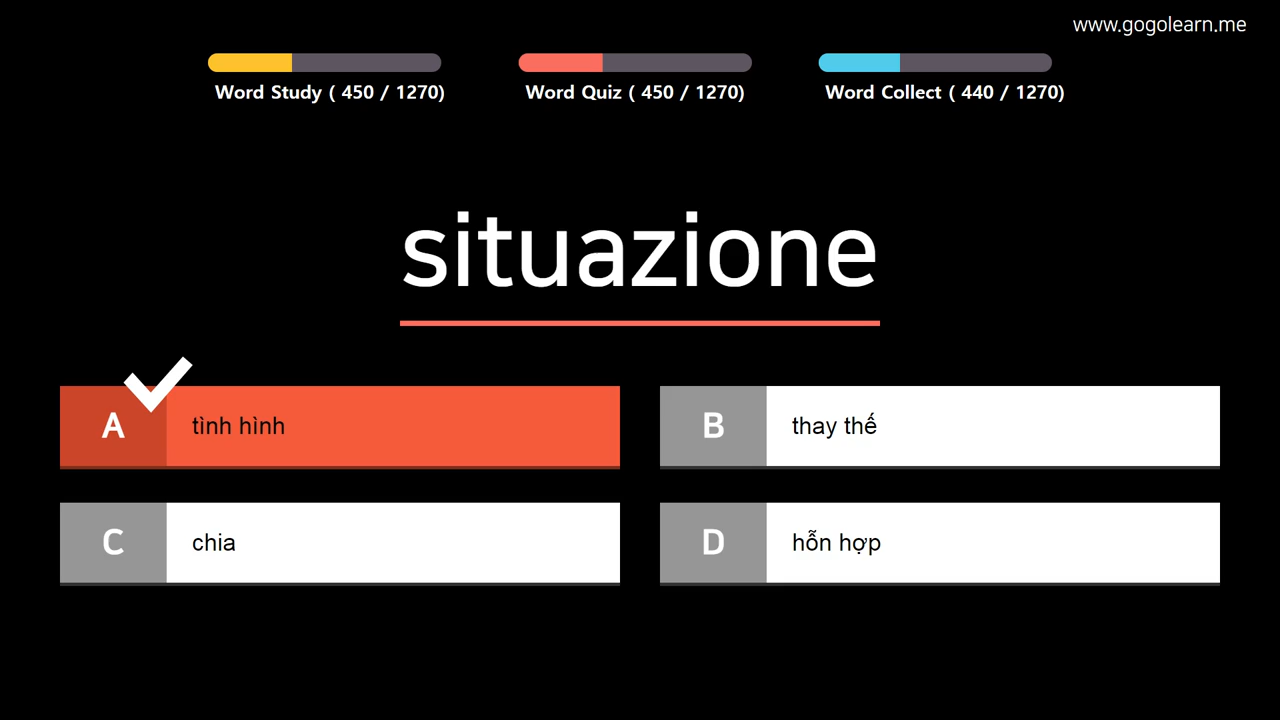 www.gogolearn.me
Word Study ( 450 / 1270)
Word Quiz ( 450 / 1270)
Word Collect ( 440 / 1270)
situazione
A tình hình
B thay thế
C chia
D hỗn hợp